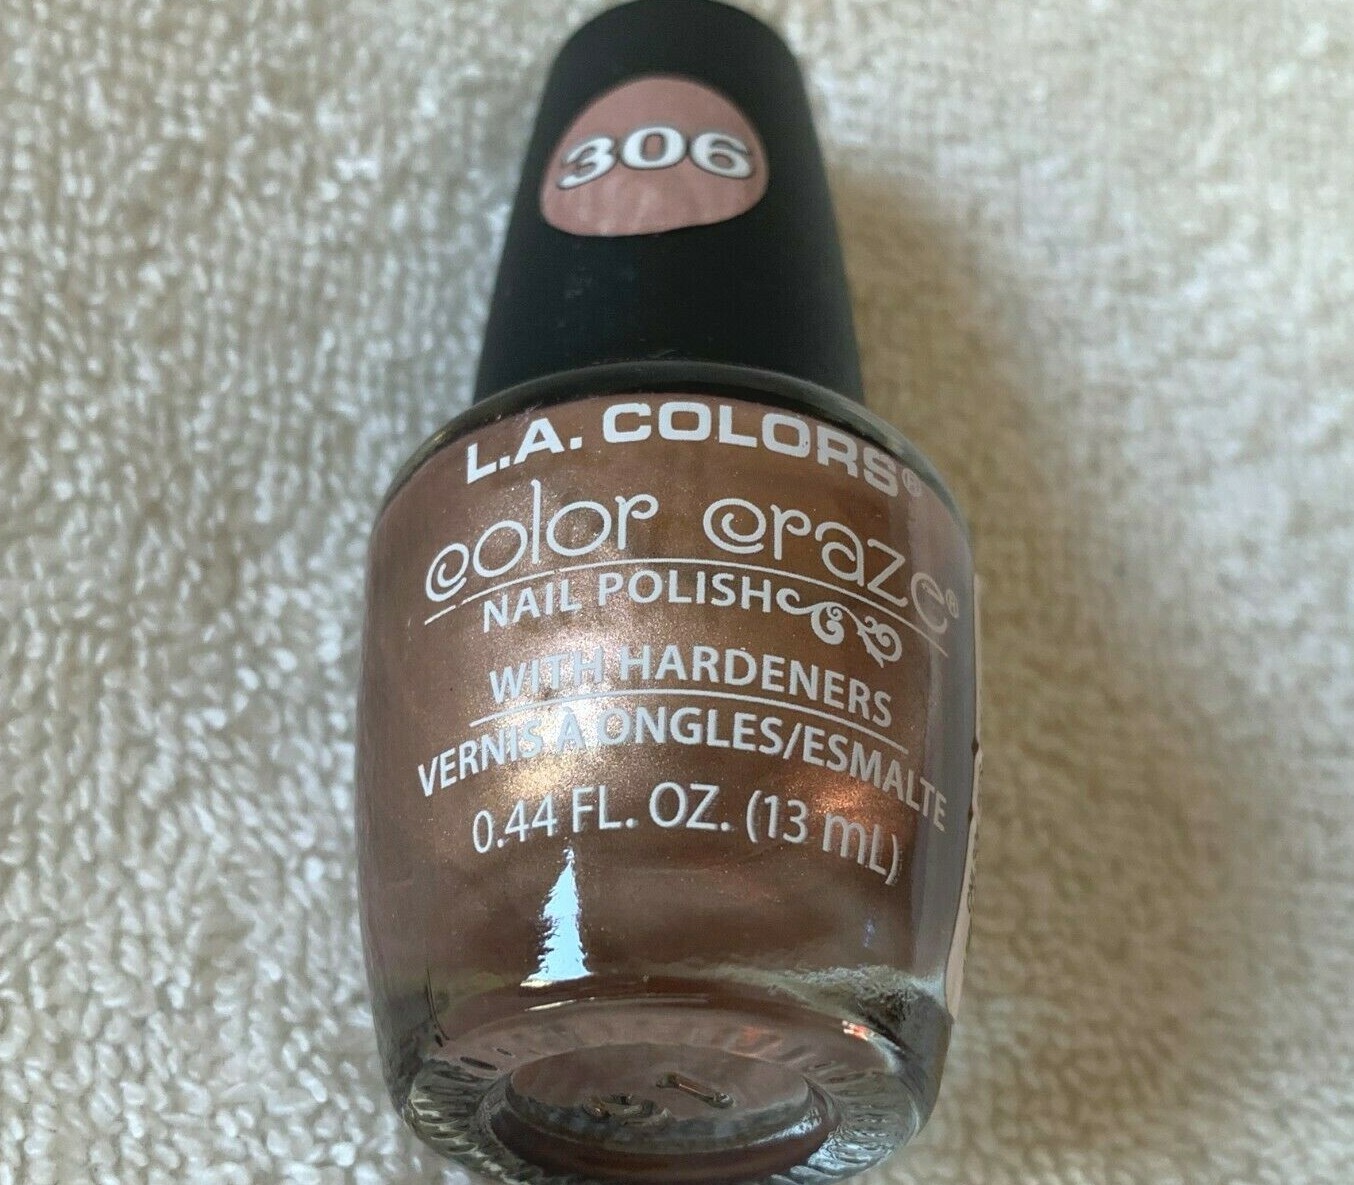 306
L.A. COLORS®
color craze®
NAIL POLISH
WITH HARDENERS
VERNIS À ONGLES/ESMALTE
0.44 FL. OZ. (13 mL)